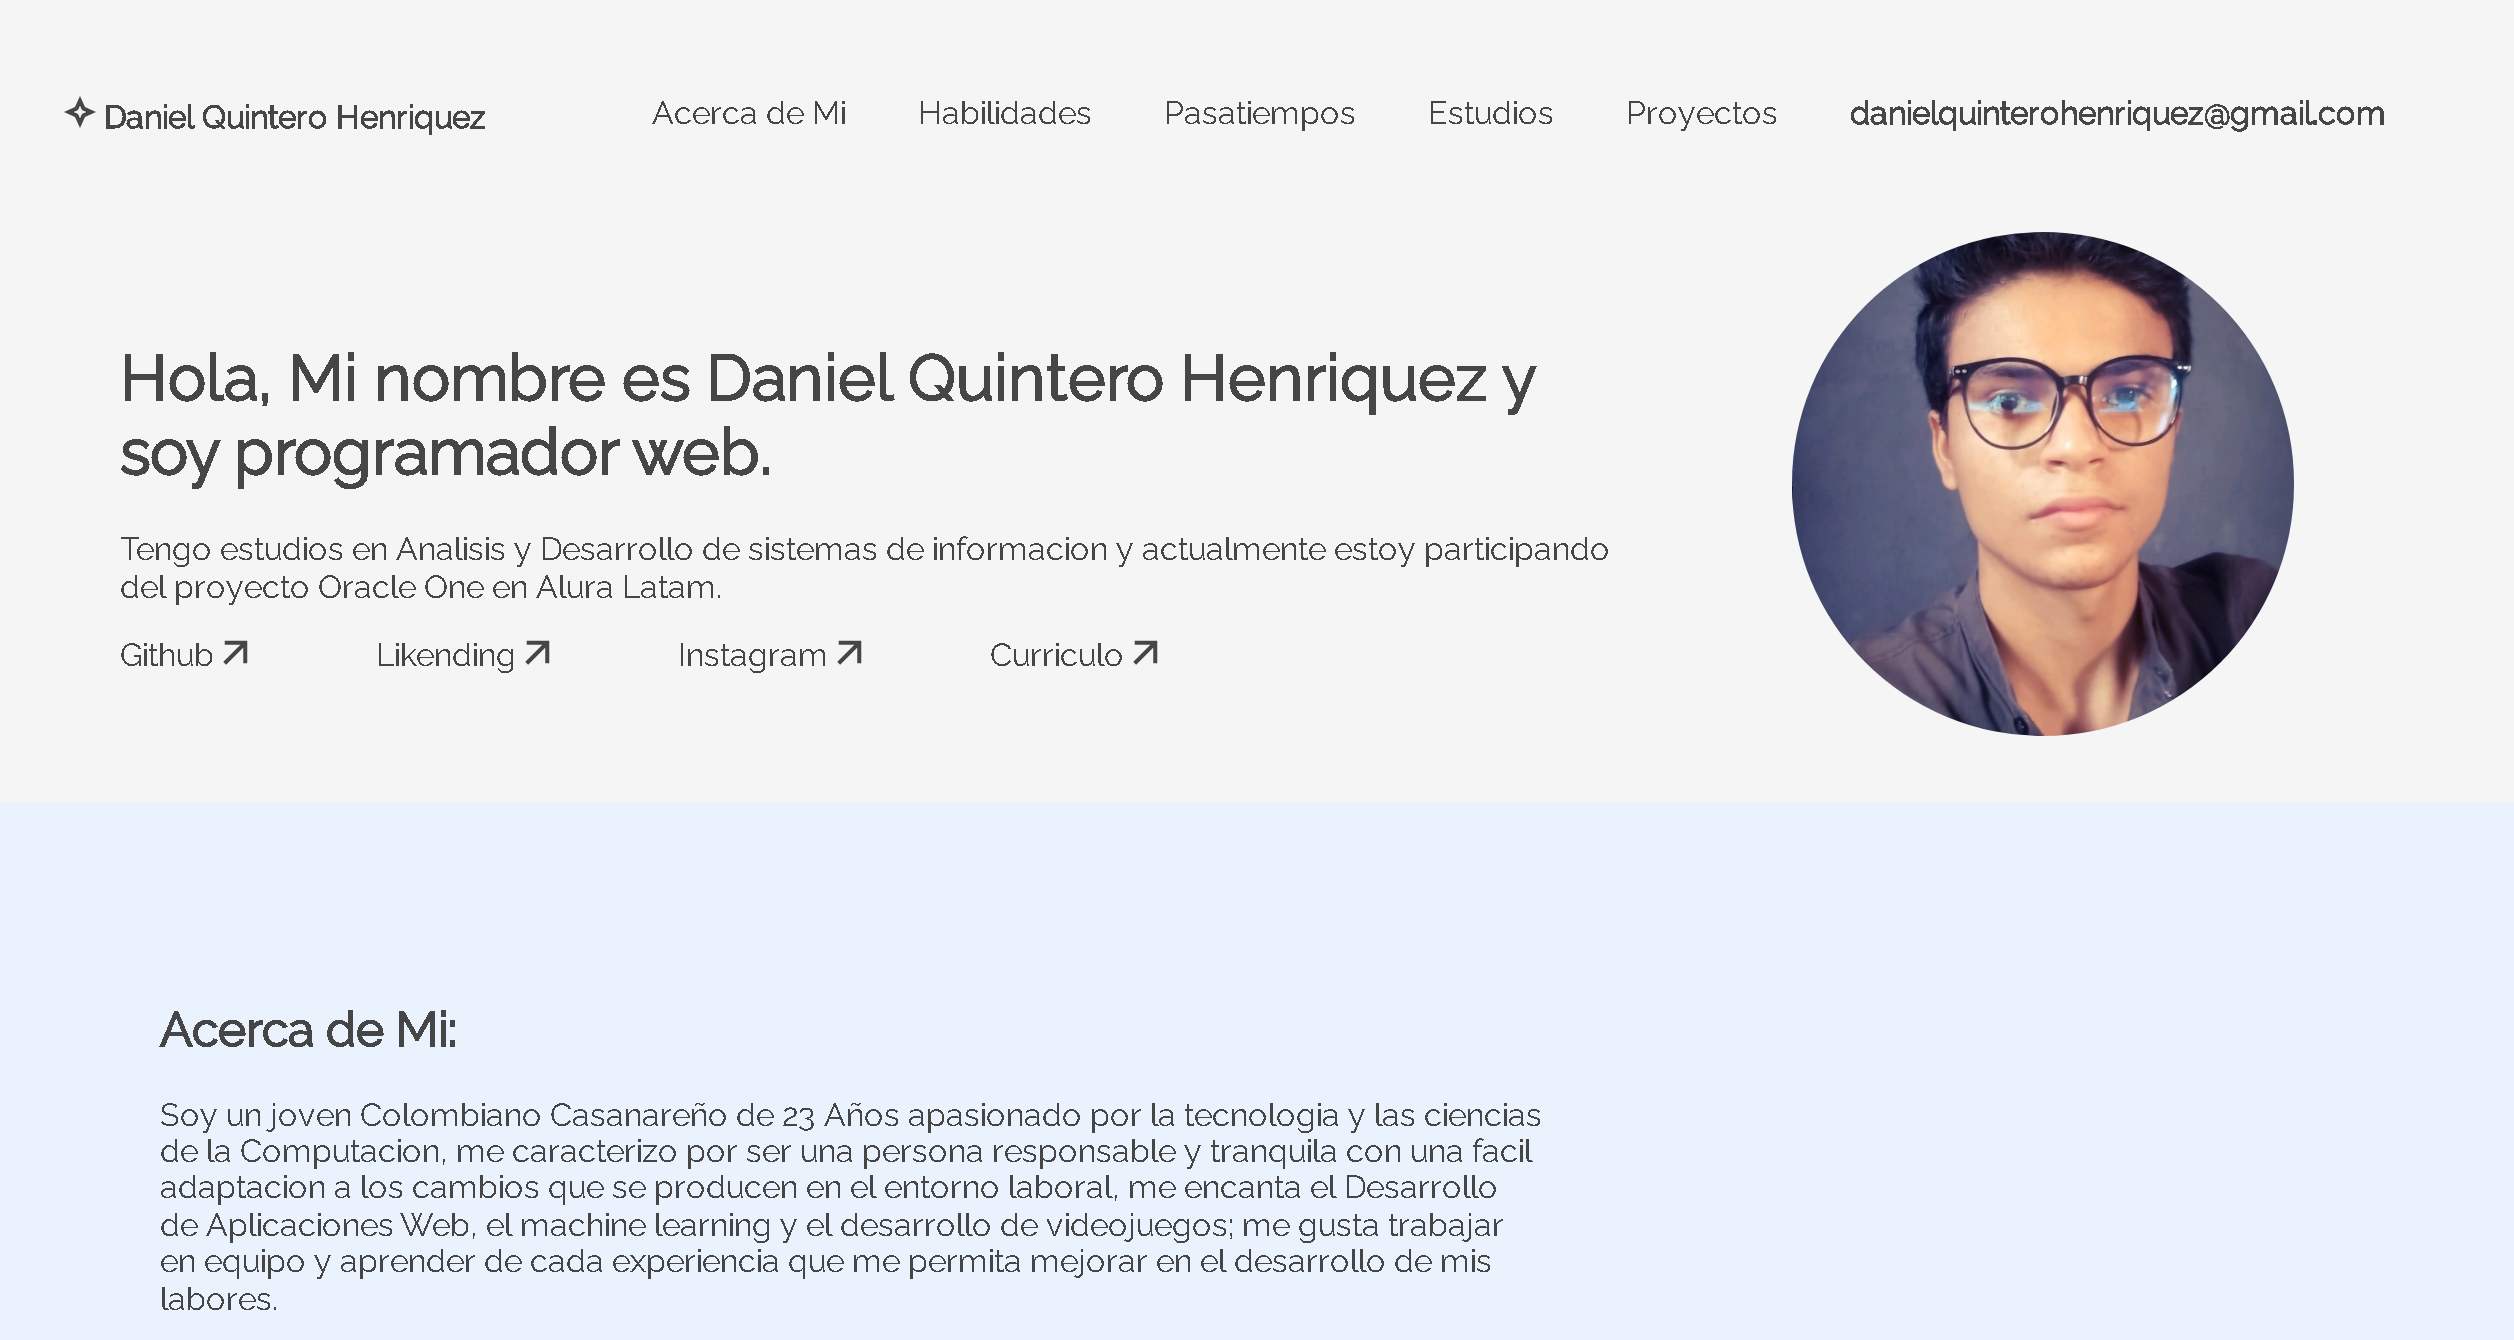 Daniel Quintero Henriquez
Acerca de Mi
Habilidades
Pasatiempos
Estudios
Proyectos
danielquinterohenriquez@gmail.com
Hola, Mi nombre es Daniel Quintero Henriquez y
soy programador web.
Tengo estudios en Analisis y Desarrollo de sistemas de informacion y actualmente estoy participando
del proyecto Oracle One en Alura Latam.
Github
Likending
Instagram
Curriculo
Acerca de Mi:
Soy un joven Colombiano Casanareño de 23 Años apasionado por la tecnologia y las ciencias
de la Computacion, me caracterizo por ser una persona responsable y tranquila con una facil
adaptacion a los cambios que se producen en el entorno laboral, me encanta el Desarrollo
de Aplicaciones Web, el machine learning y el desarrollo de videojuegos; me gusta trabajar
en equipo y aprender de cada experiencia que me permita mejorar en el desarrollo de mis
labores.